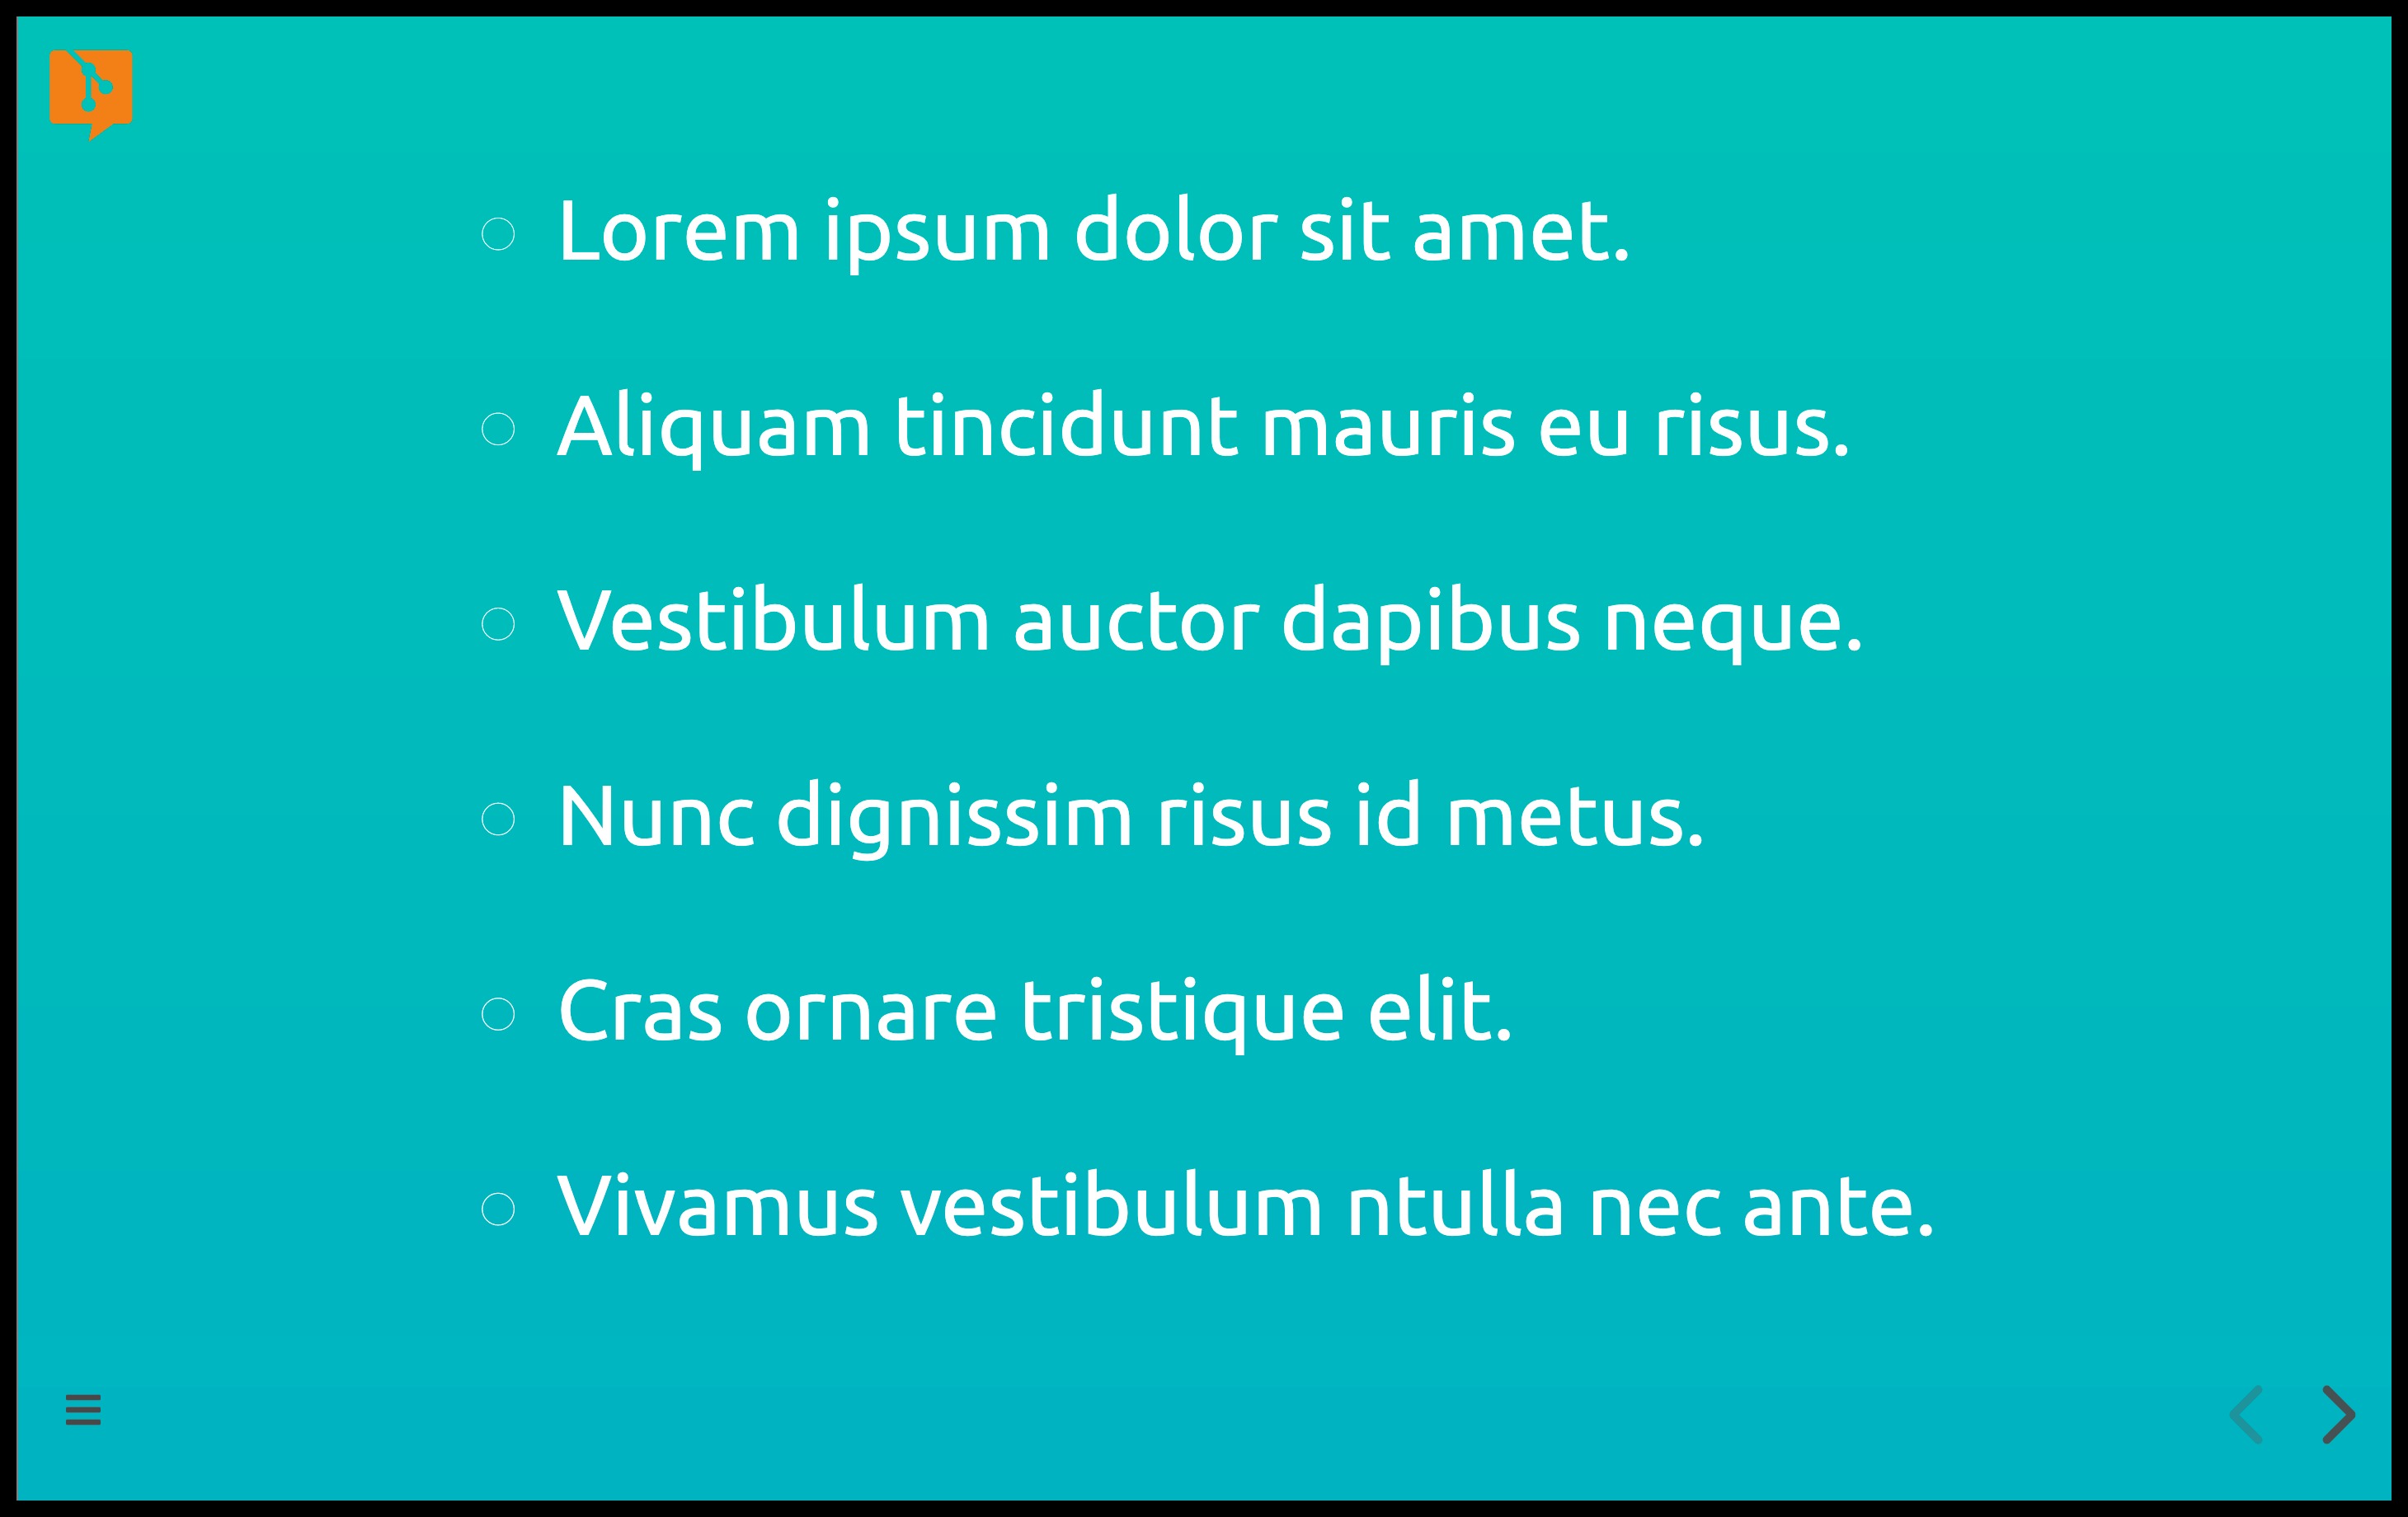 Lorem ipsum dolor sit amet.
Aliquam tincidunt mauris eu risus.
Vestibulum auctor dapibus neque.
Nunc dignissim risus id metus.
Cras ornare tristique elit.
Vivamus vestibulum ntulla nec ante.